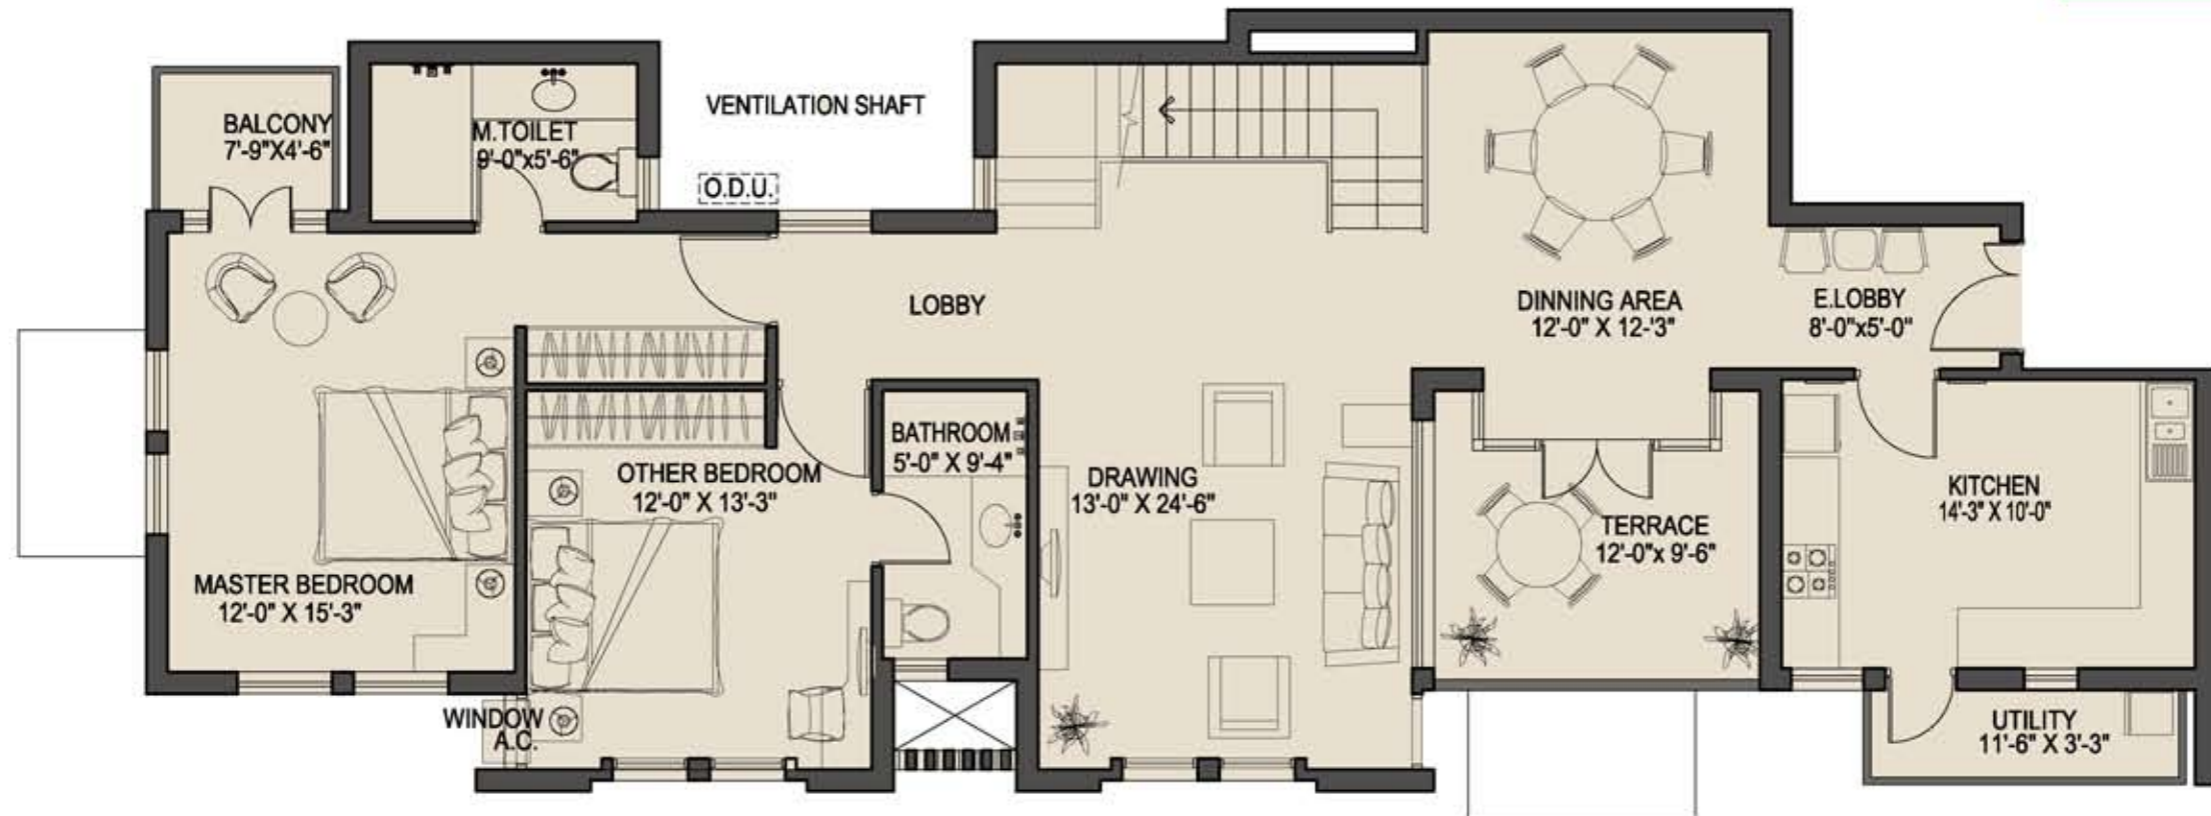 BALCONY
7'-9"X4'-6"
M.TOILET
9'-0"x5'-6"
VENTILATION SHAFT
O.D.U.
LOBBY
DINNING AREA
12'-0" X 12-'3"
E.LOBBY
8'-0"x5'-0"
MASTER BEDROOM
12'-0" X 15'-3"
OTHER BEDROOM
12'-0" X 13'-3"
BATHROOM
5'-0" X 9'-4"
DRAWING
13'-0" X 24'-6"
TERRACE
12'-0"x 9'-6"
KITCHEN
14'-3" X 10'-0"
WINDOW
A.C.
UTILITY
11'-6" X 3'-3"